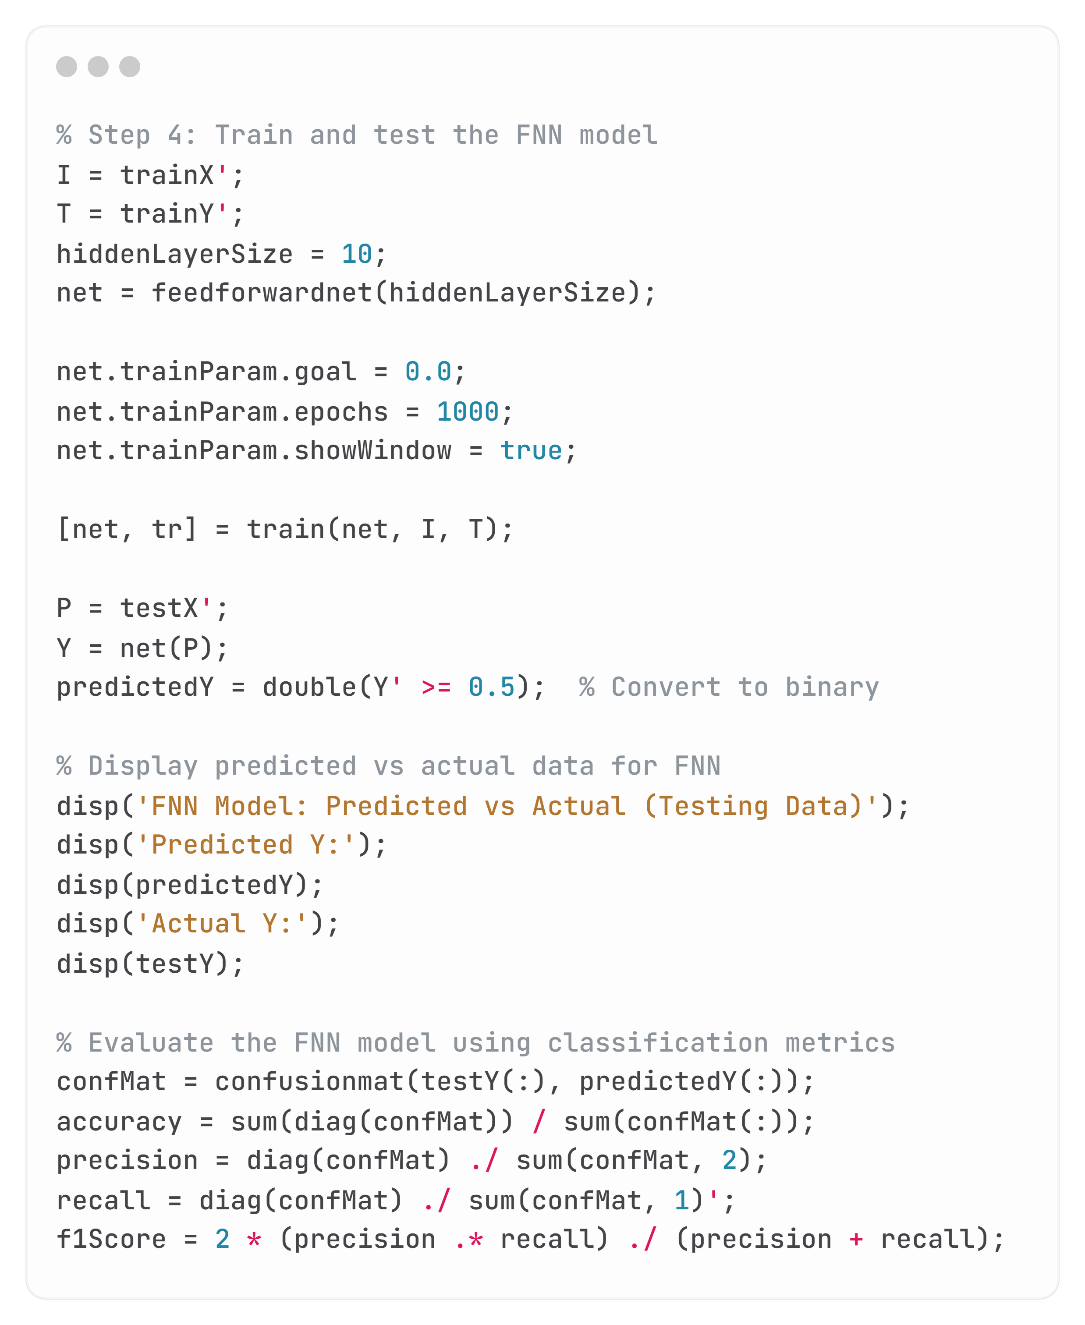 % Step 4: Train and test the FNN model
I = trainX';
T = trainY';
hiddenLayerSize = 10;
net = feedforwardnet(hiddenLayerSize);

net.trainParam.goal = 0.0;
net.trainParam.epochs = 1000;
net.trainParam.showWindow = true;

[net, tr] = train(net, I, T);

P = testX';
Y = net(P);
predictedY = double(Y' >= 0.5);  % Convert to binary

% Display predicted vs actual data for FNN
disp('FNN Model: Predicted vs Actual (Testing Data)');
disp('Predicted Y:');
disp(predictedY);
disp('Actual Y:');
disp(testY);

% Evaluate the FNN model using classification metrics
confMat = confusionmat(testY(:), predictedY(:));
accuracy = sum(diag(confMat)) / sum(confMat(:));
precision = diag(confMat) ./ sum(confMat, 2);
recall = diag(confMat) ./ sum(confMat, 1)';
f1Score = 2 * (precision .* recall) ./ (precision + recall);